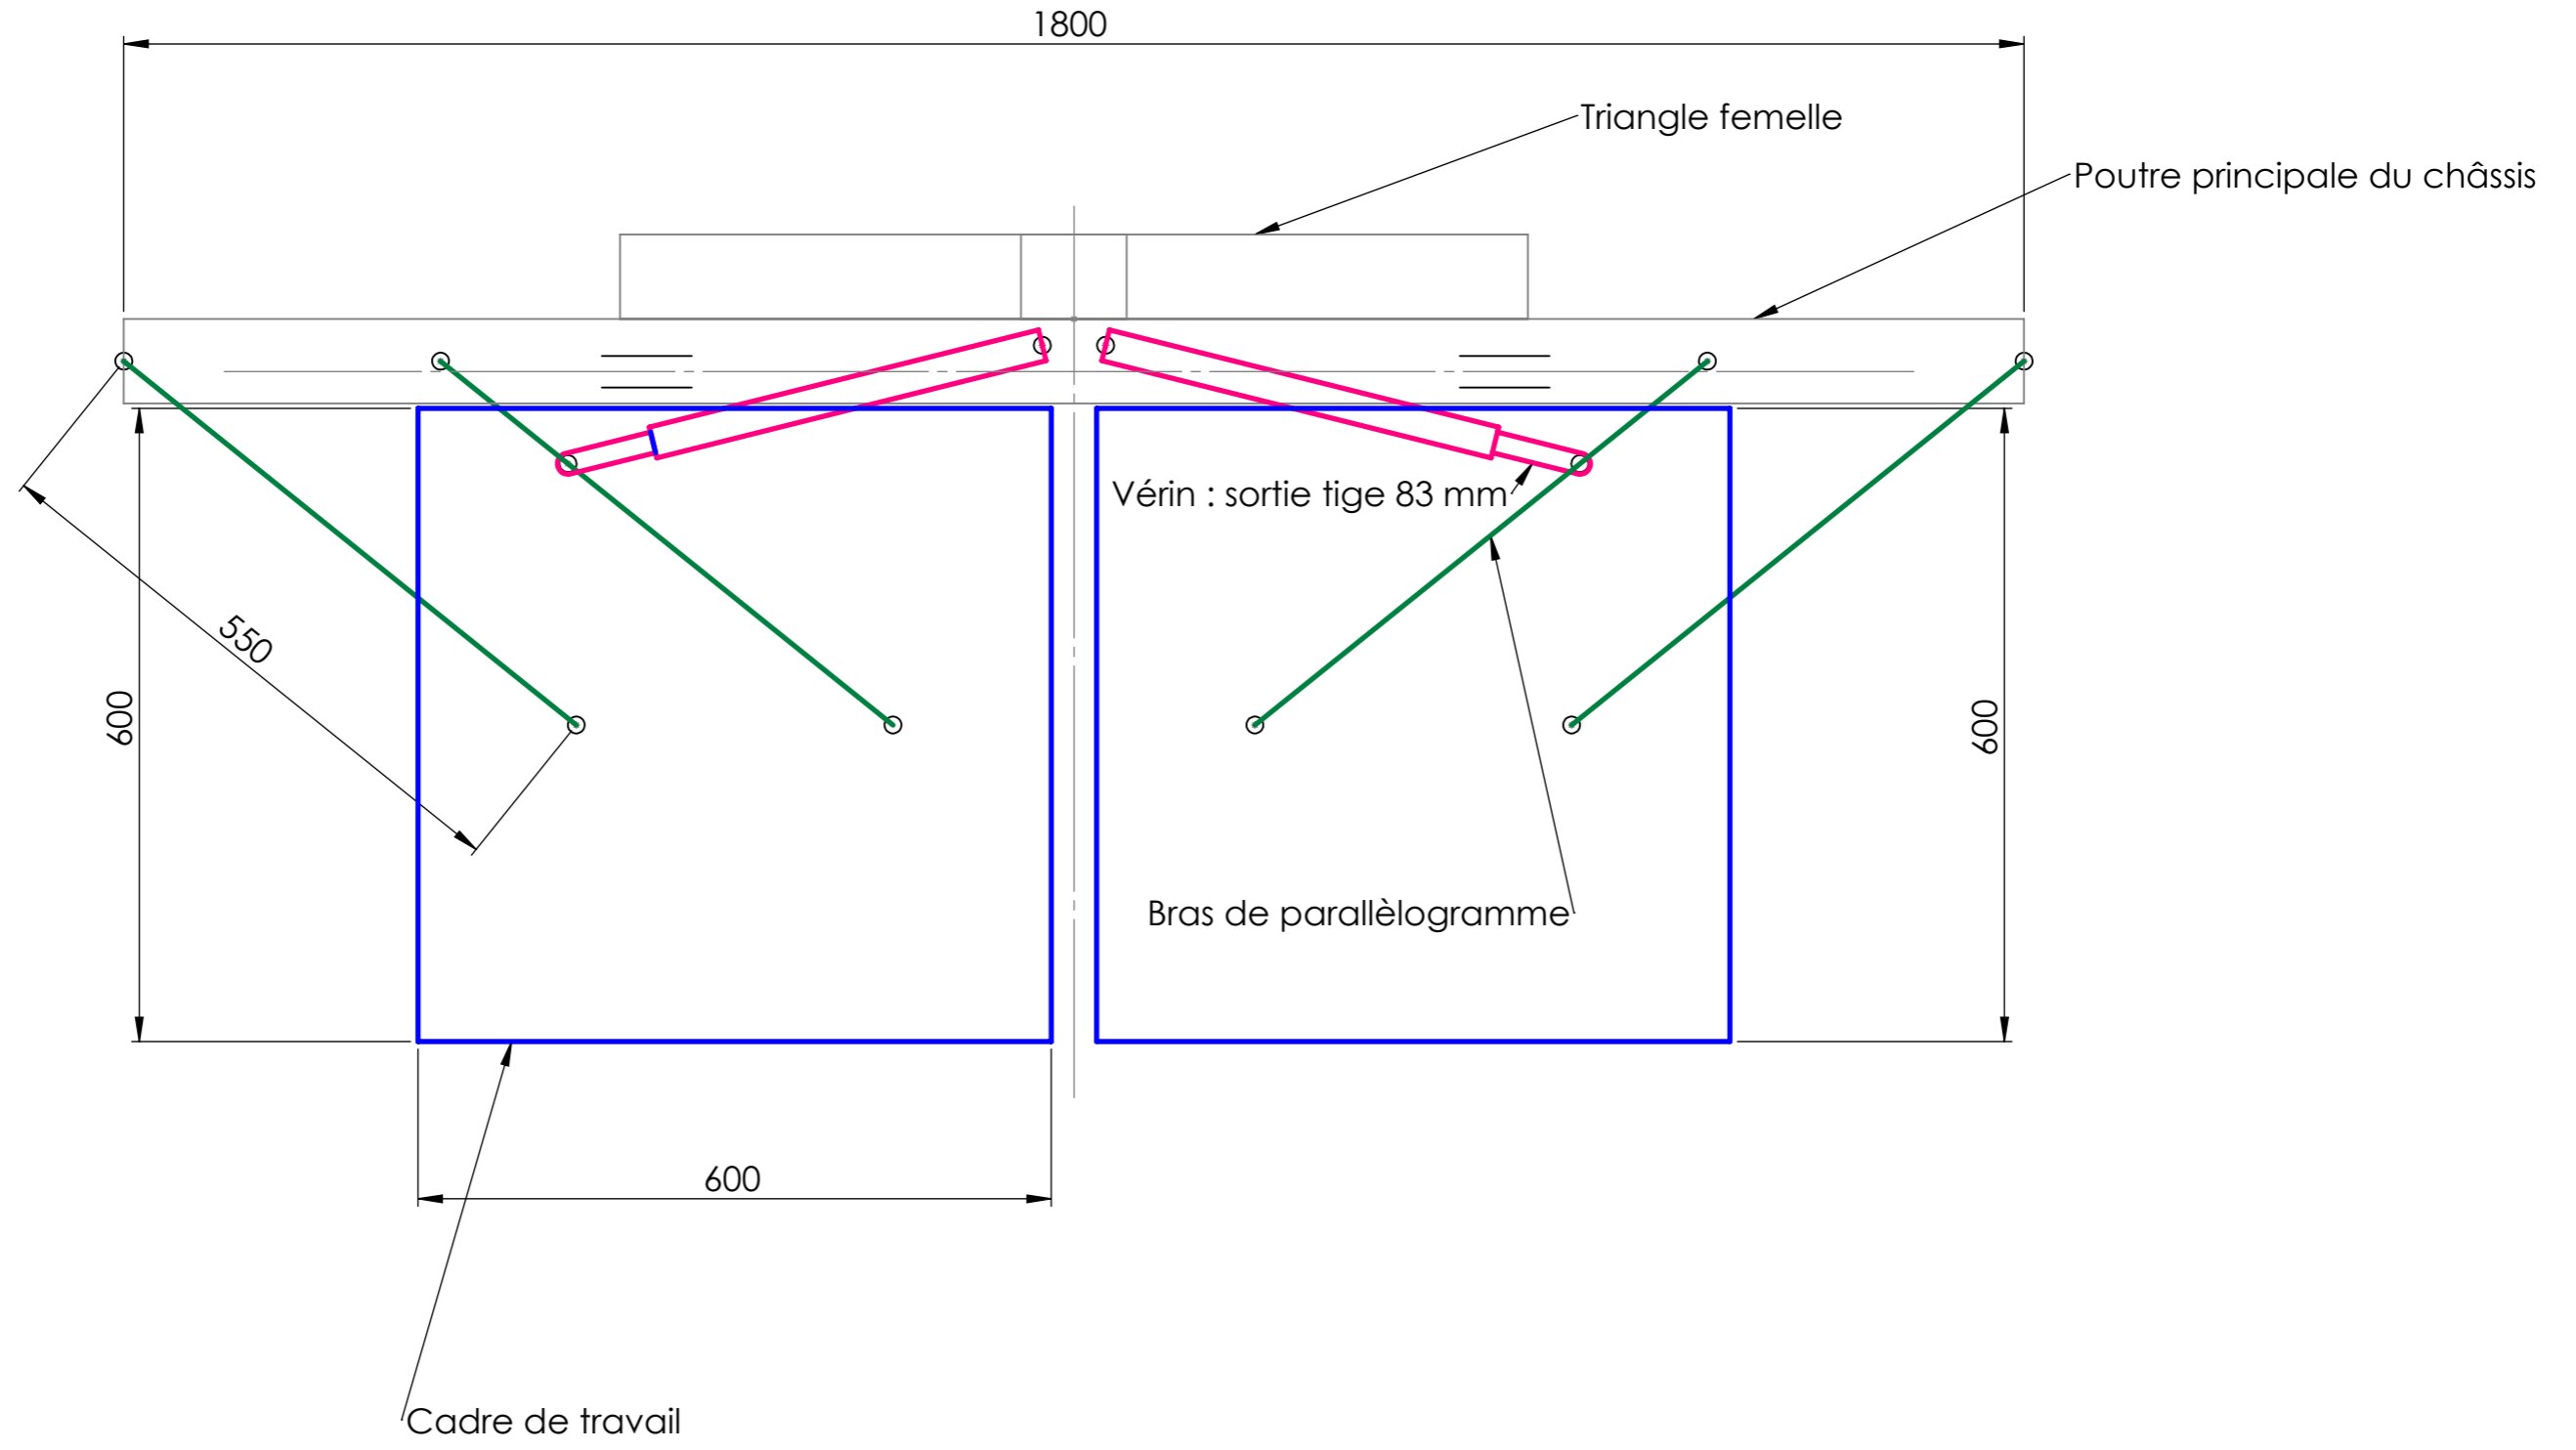 1800
Triangle femelle
Poutre principale du châssis
Vérin : sortie tige 83 mm
550
600
600
Bras de parallèlogramme
600
Cadre de travail